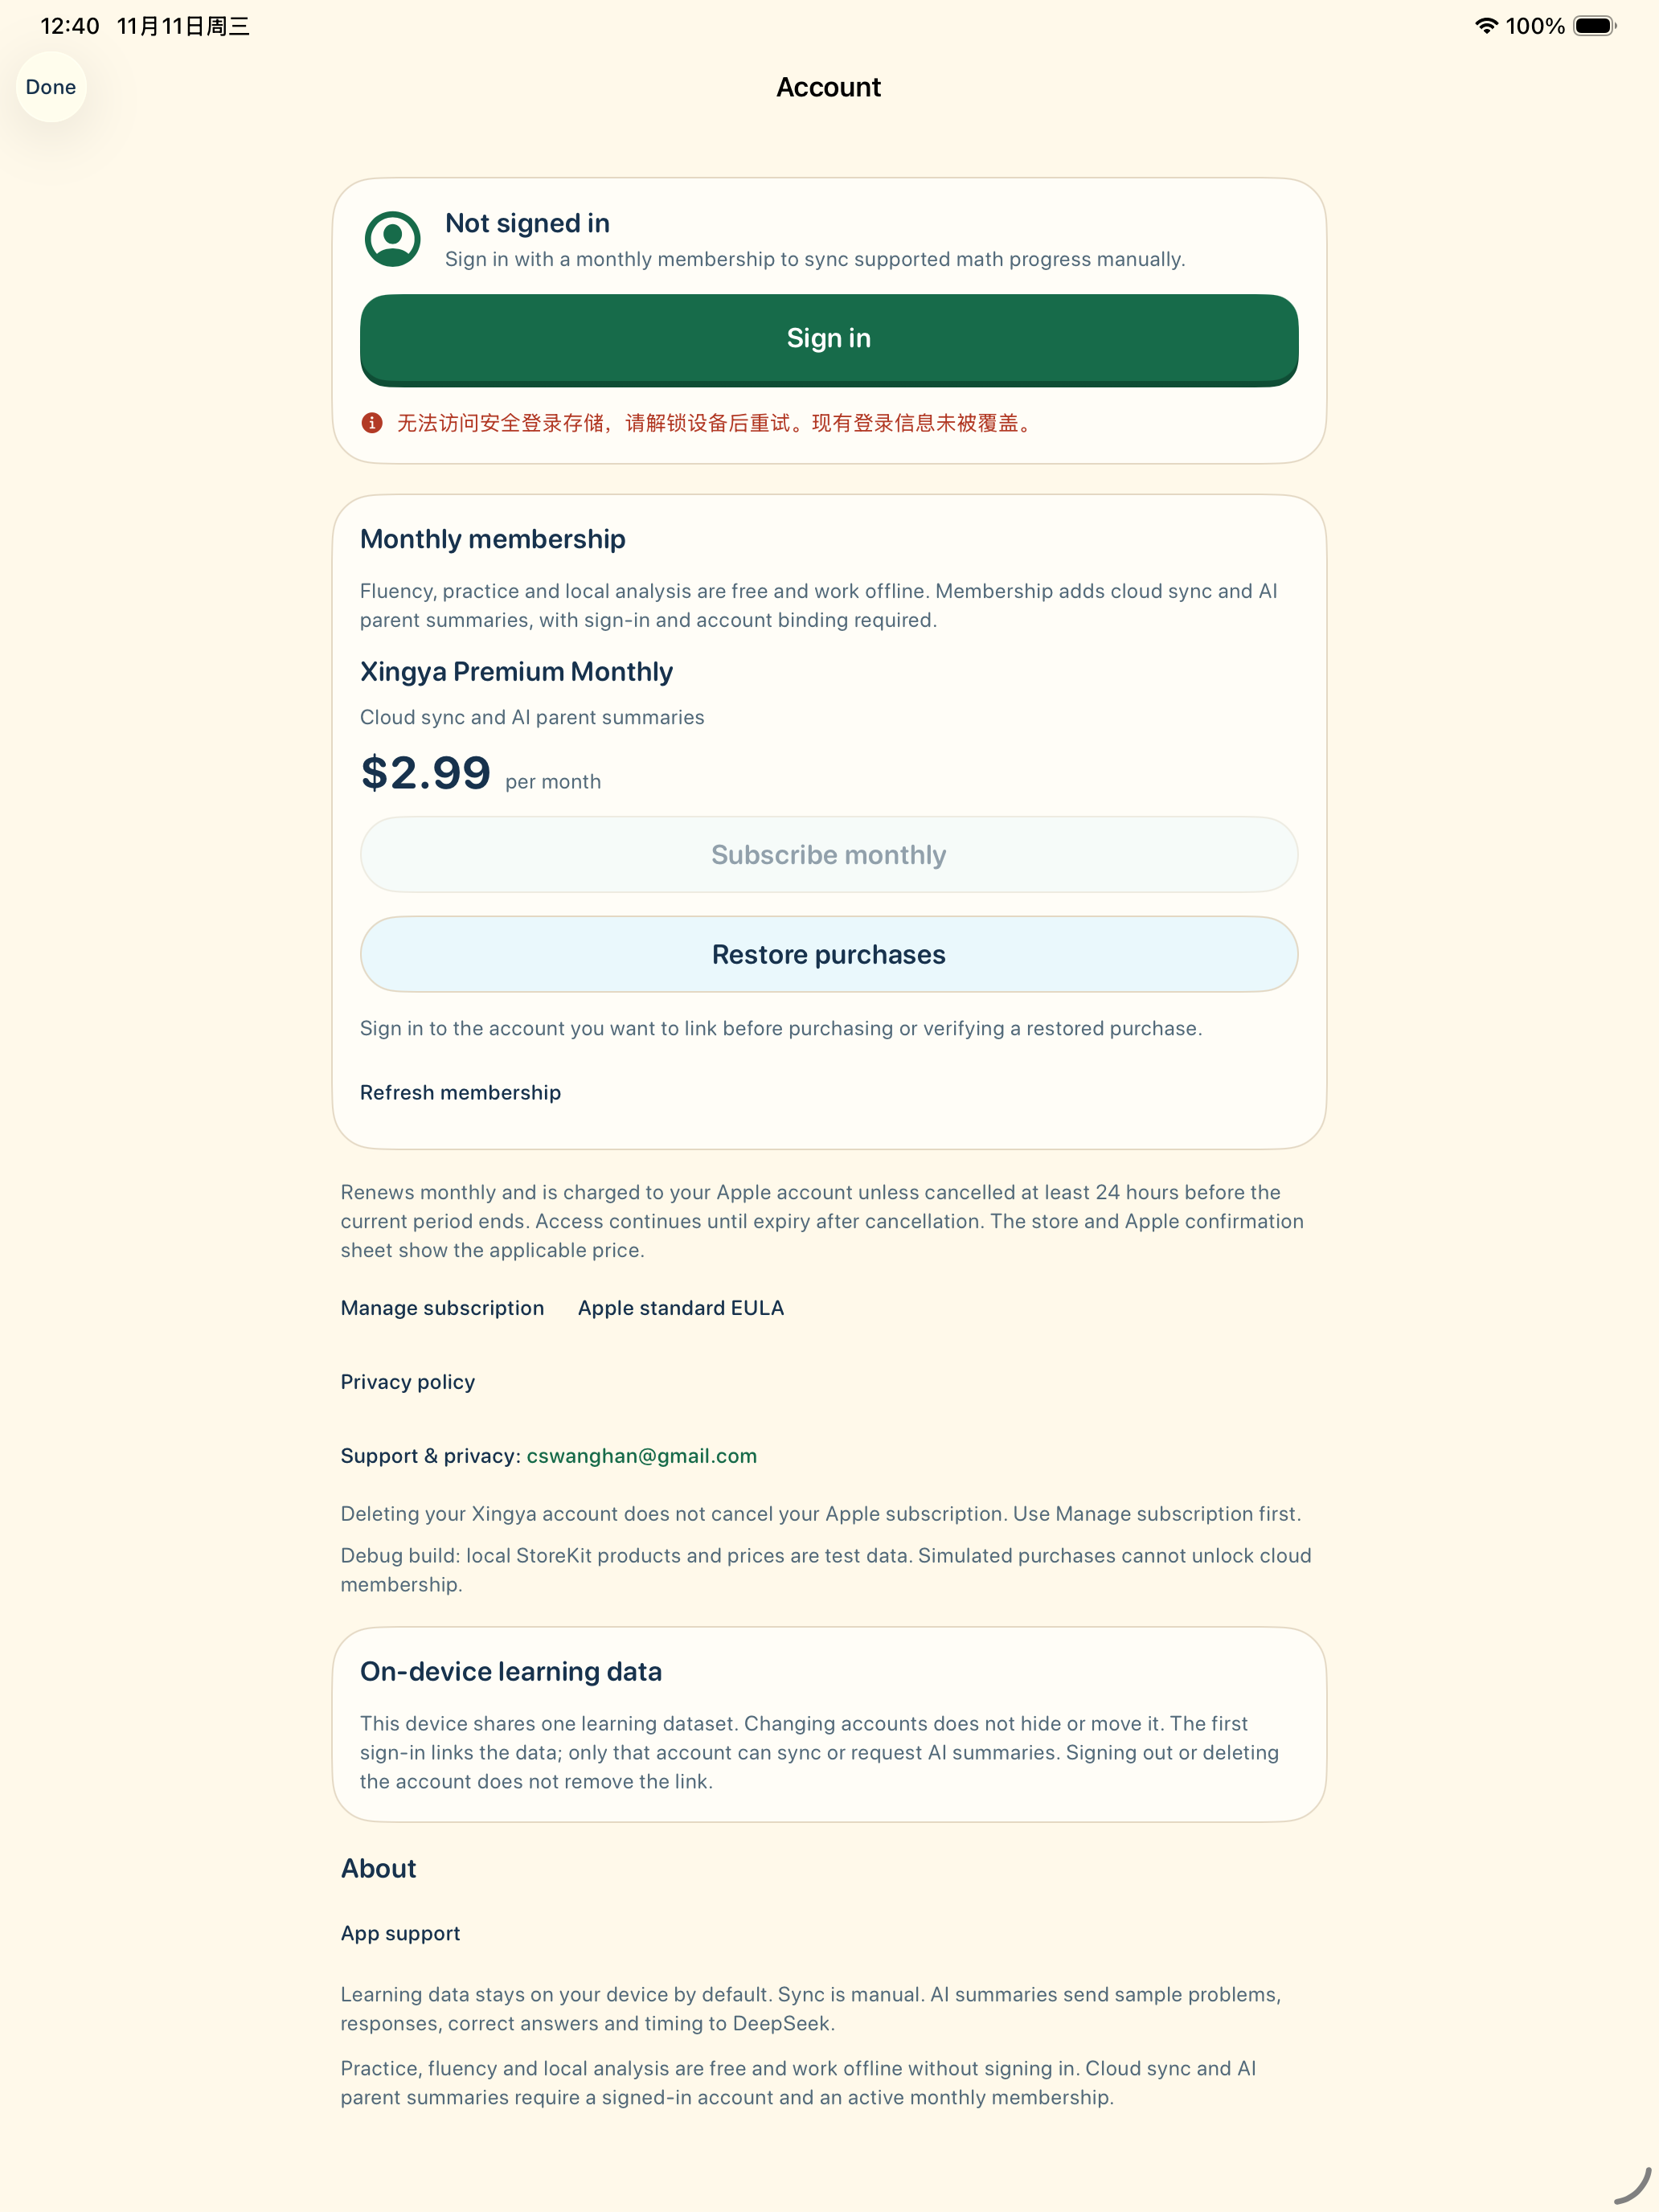 12:40 11月11日周三
100%
Done
Account
Not signed in
Sign in with a monthly membership to sync supported math progress manually.
Sign in
无法访问安全登录存储，请解锁设备后重试。现有登录信息未被覆盖。
Monthly membership
Fluency, practice and local analysis are free and work offline. Membership adds cloud sync and AI
parent summaries, with sign-in and account binding required.
Xingya Premium Monthly
Cloud sync and AI parent summaries
$2.99 per month
Subscribe monthly
Restore purchases
Sign in to the account you want to link before purchasing or verifying a restored purchase.
Refresh membership
Renews monthly and is charged to your Apple account unless cancelled at least 24 hours before the
current period ends. Access continues until expiry after cancellation. The store and Apple confirmation
sheet show the applicable price.
Manage subscription Apple standard EULA
Privacy policy
Support & privacy: cswanghan@gmail.com
Deleting your Xingya account does not cancel your Apple subscription. Use Manage subscription first.
Debug build: local StoreKit products and prices are test data. Simulated purchases cannot unlock cloud
membership.
On-device learning data
This device shares one learning dataset. Changing accounts does not hide or move it. The first
sign-in links the data; only that account can sync or request AI summaries. Signing out or deleting
the account does not remove the link.
About
App support
Learning data stays on your device by default. Sync is manual. AI summaries send sample problems,
responses, correct answers and timing to DeepSeek.
Practice, fluency and local analysis are free and work offline without signing in. Cloud sync and AI
parent summaries require a signed-in account and an active monthly membership.